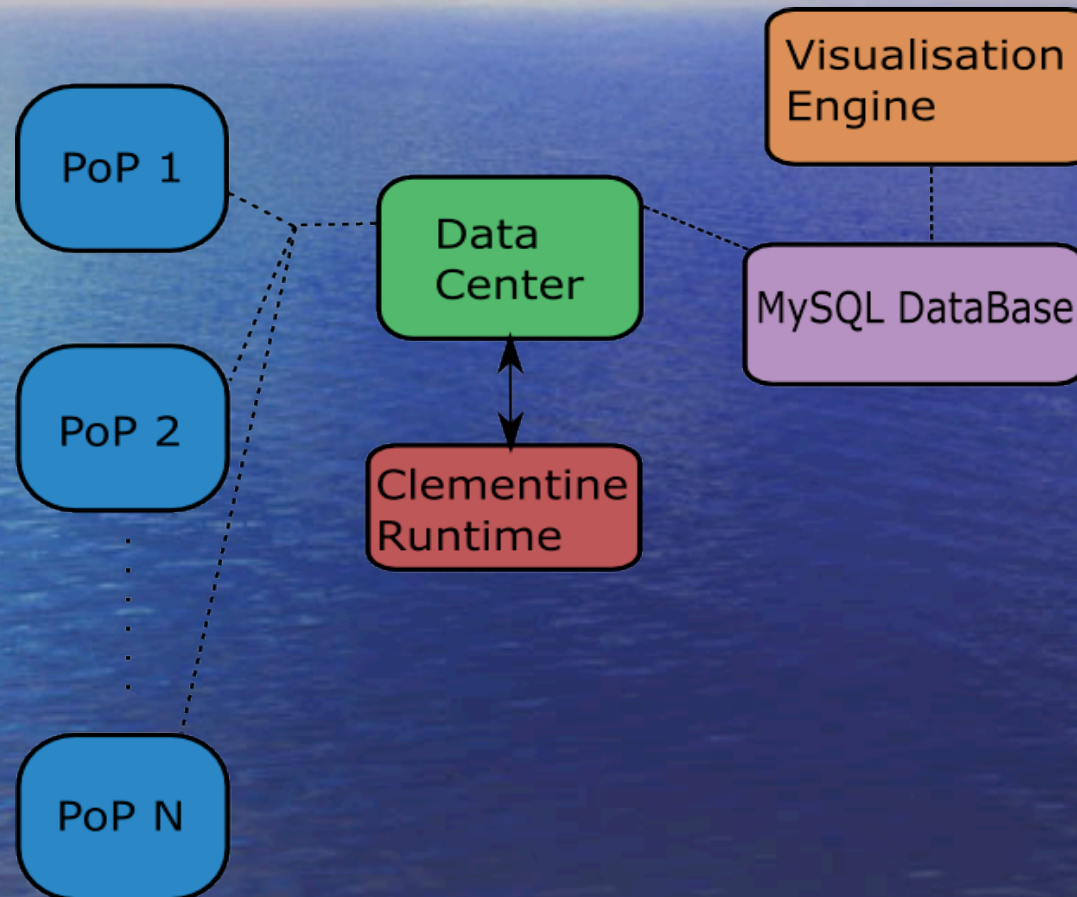 PoP 1
PoP 2
PoP N
Data
Center
Clementine
Runtime
Visualisation
Engine
MySQL DataBase